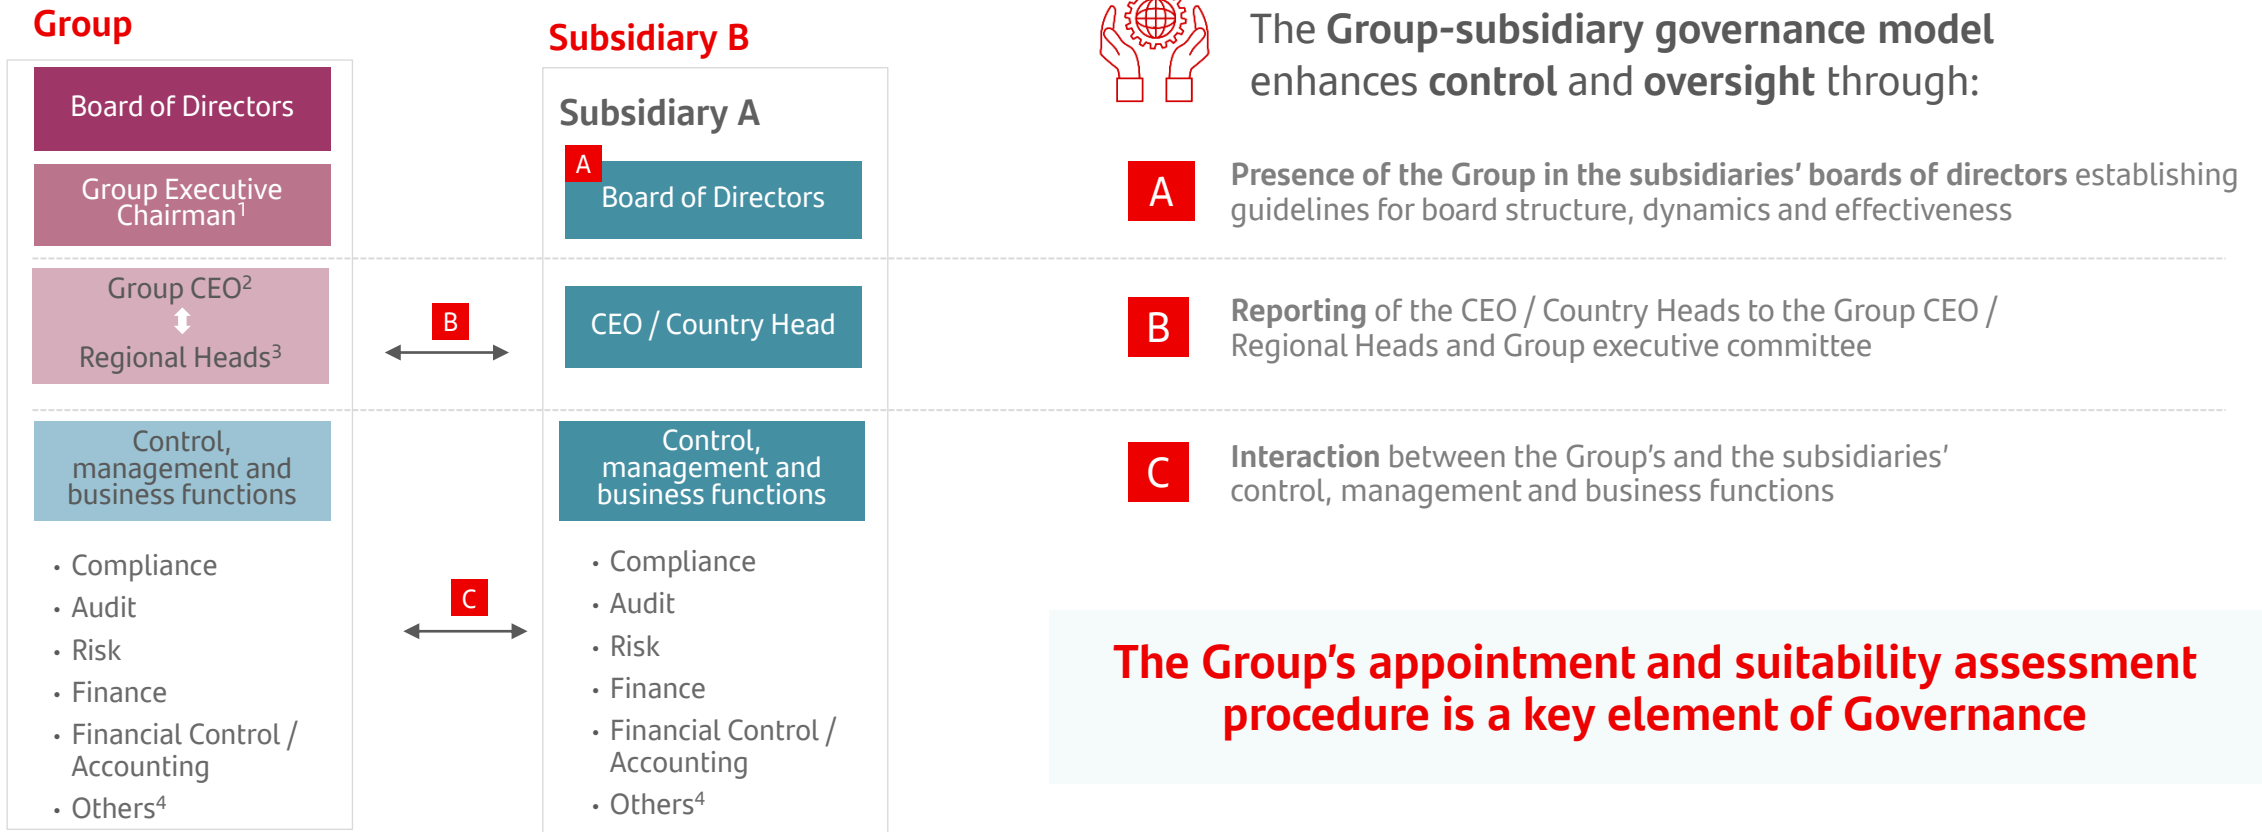 Group
Board of Directors
Group Executive
Chairman¹
Group CEO²
Regional Heads³
Control,
management and
business functions
• Compliance
• Audit
• Risk
• Finance
• Financial Control /
Accounting
• Others⁴
B
C
Subsidiary B
Subsidiary A
A
Board of Directors
CEO / Country Head
Control,
management and
business functions
• Compliance
• Audit
• Risk
• Finance
• Financial Control /
Accounting
• Others⁴
The Group-subsidiary governance model
enhances control and oversight through:
A
Presence of the Group in the subsidiaries’ boards of directors establishing
guidelines for board structure, dynamics and effectiveness
B
Reporting of the CEO / Country Heads to the Group CEO /
Regional Heads and Group executive committee
C
Interaction between the Group’s and the subsidiaries’
control, management and business functions
The Group’s appointment and suitability assessment
procedure is a key element of Governance